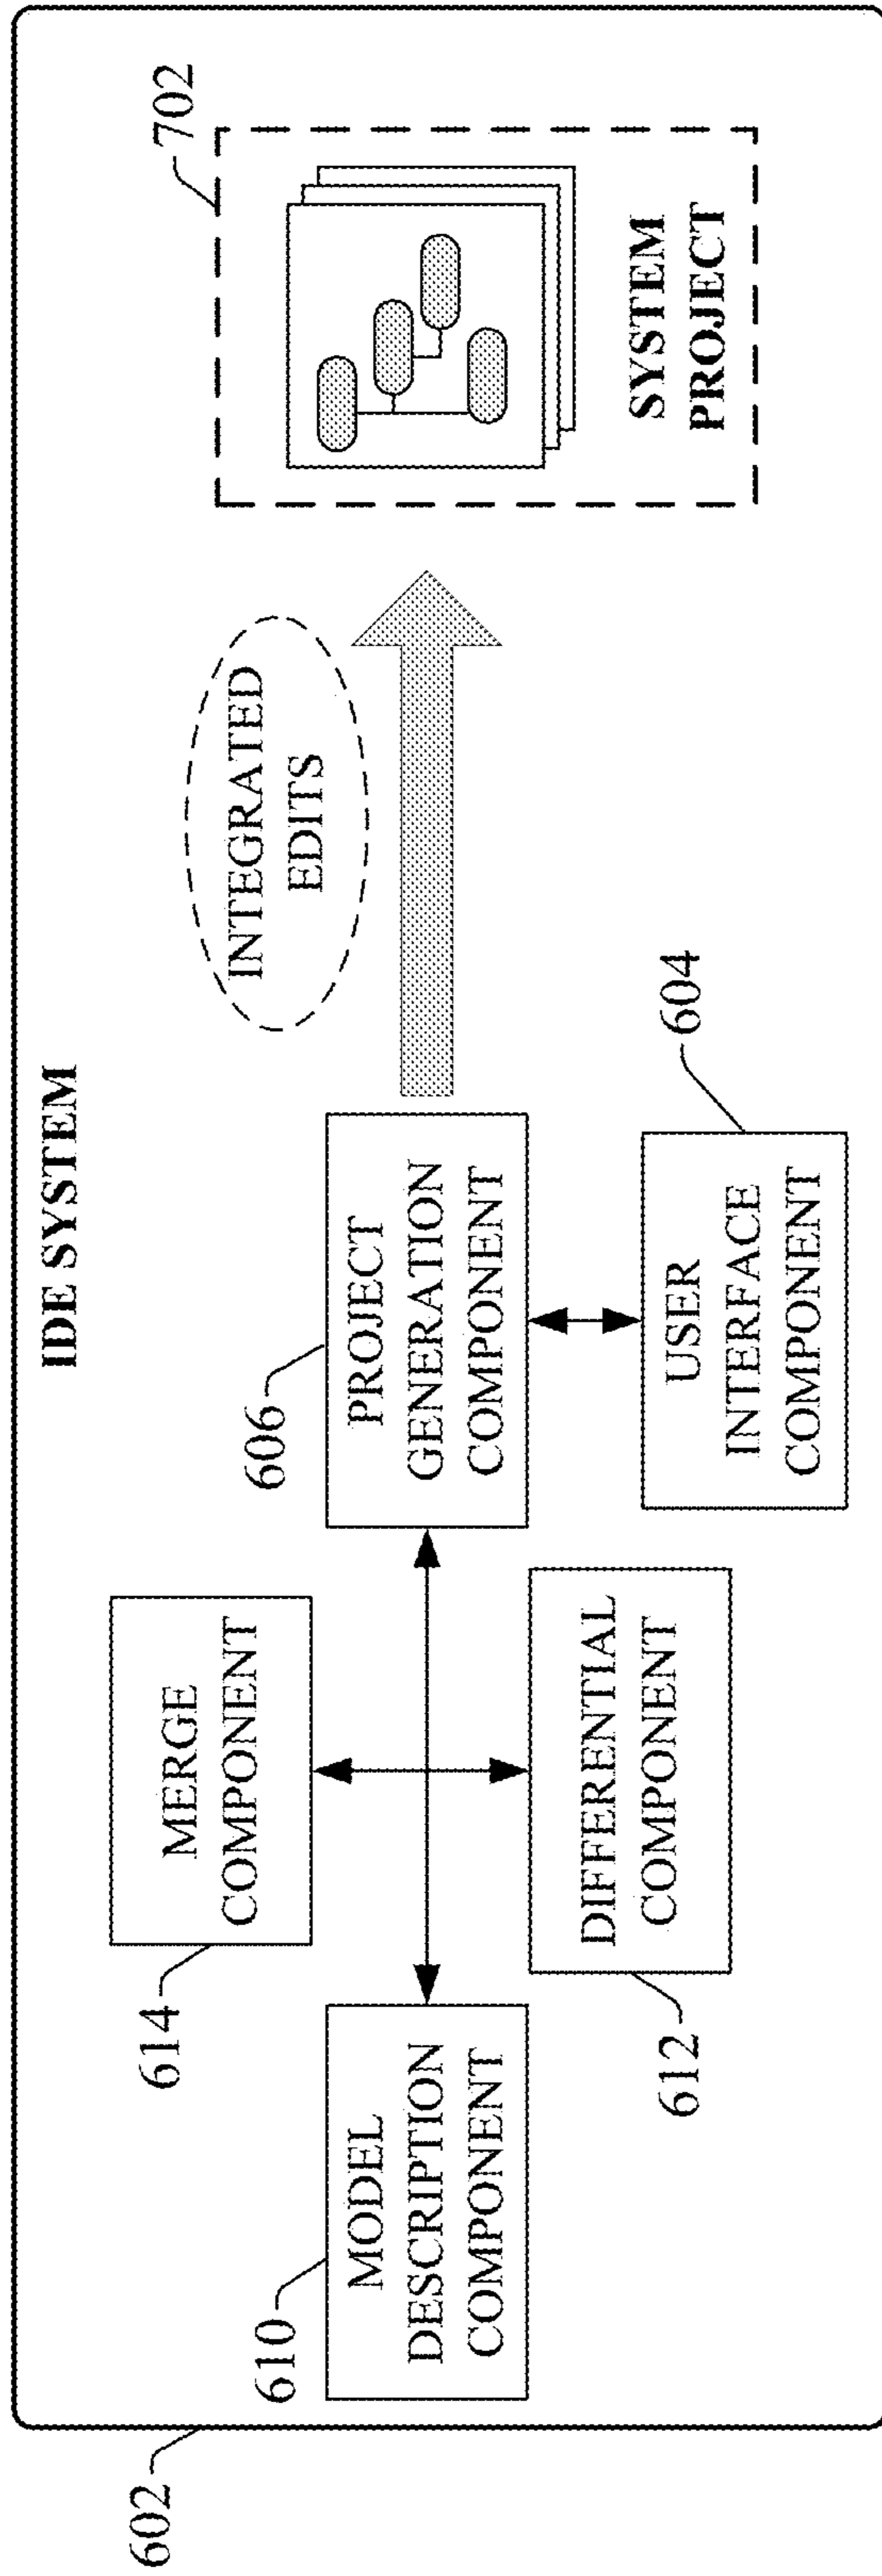 IDE SYSTEM
602
614
MERGE
COMPONENT
610
MODEL
DESCRIPTION
COMPONENT
612
DIFFERENTIAL
COMPONENT
606
PROJECT
GENERATION
COMPONENT
604
USER
INTERFACE
COMPONENT
INTEGRATED
EDITS
702
SYSTEM
PROJECT